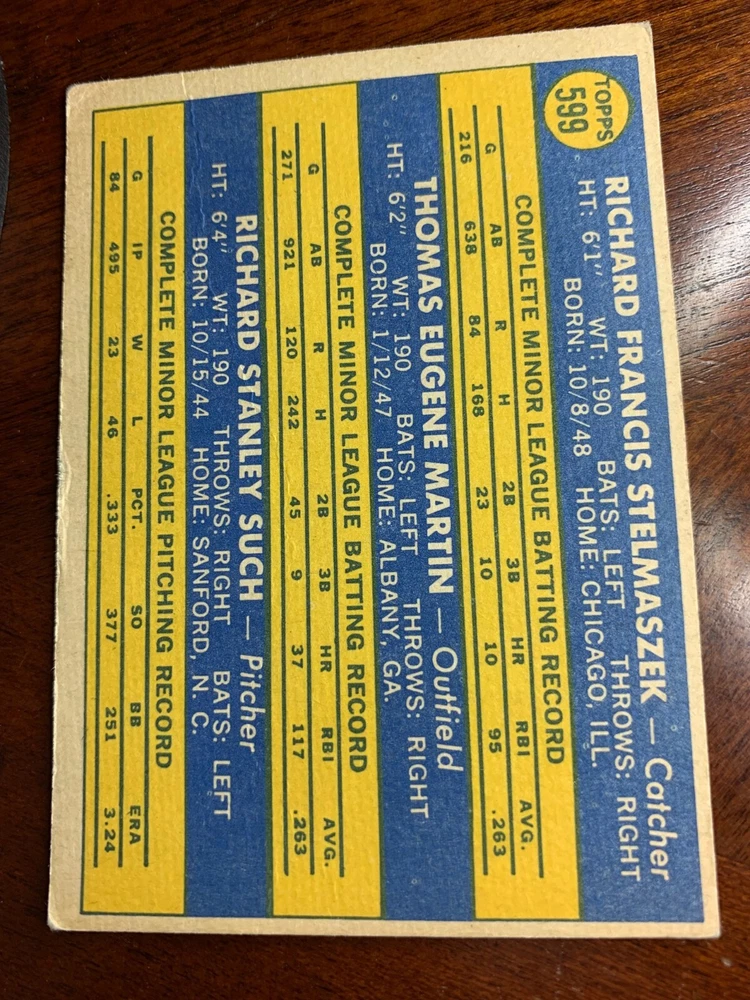 TOPPS
599
RICHARD FRANCIS STELMASZEK — Catcher
HT: 6'1" WT: 190 BATS: LEFT THROWS: RIGHT
BORN: 10/8/48 HOME: CHICAGO, ILL.
COMPLETE MINOR LEAGUE BATTING RECORD
G AB R H 2B 3B HR RBI AVG.
216 638 84 168 23 10 10 95 .263
THOMAS EUGENE MARTIN — Outfield
HT: 6'2" WT: 190 BATS: LEFT THROWS: RIGHT
BORN: 1/12/47 HOME: ALBANY, GA.
COMPLETE MINOR LEAGUE BATTING RECORD
G AB R H 2B 3B HR RBI AVG.
271 921 120 242 45 9 37 117 .263
RICHARD STANLEY SUCH — Pitcher
HT: 6'4" WT: 190 THROWS: RIGHT BATS: LEFT
BORN: 10/15/44 HOME: SANFORD, N. C.
COMPLETE MINOR LEAGUE PITCHING RECORD
G IP W L PCT. SO BB ERA
84 495 23 46 .333 377 251 3.24